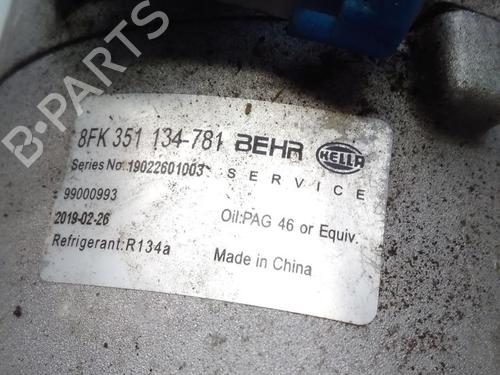 8FK 351 134-781 BEHR HELLA
Series No.19022601003 SERVICE
99000993
2019-02-26 Oil:PAG 46 or Equiv.
Refrigerant:R134a Made in China
B-PARTS